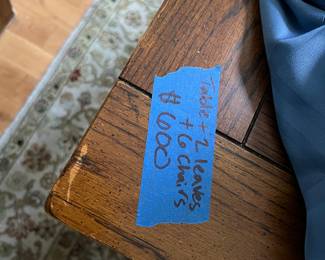 Table + 2 leaves
+ 6 chairs
$600